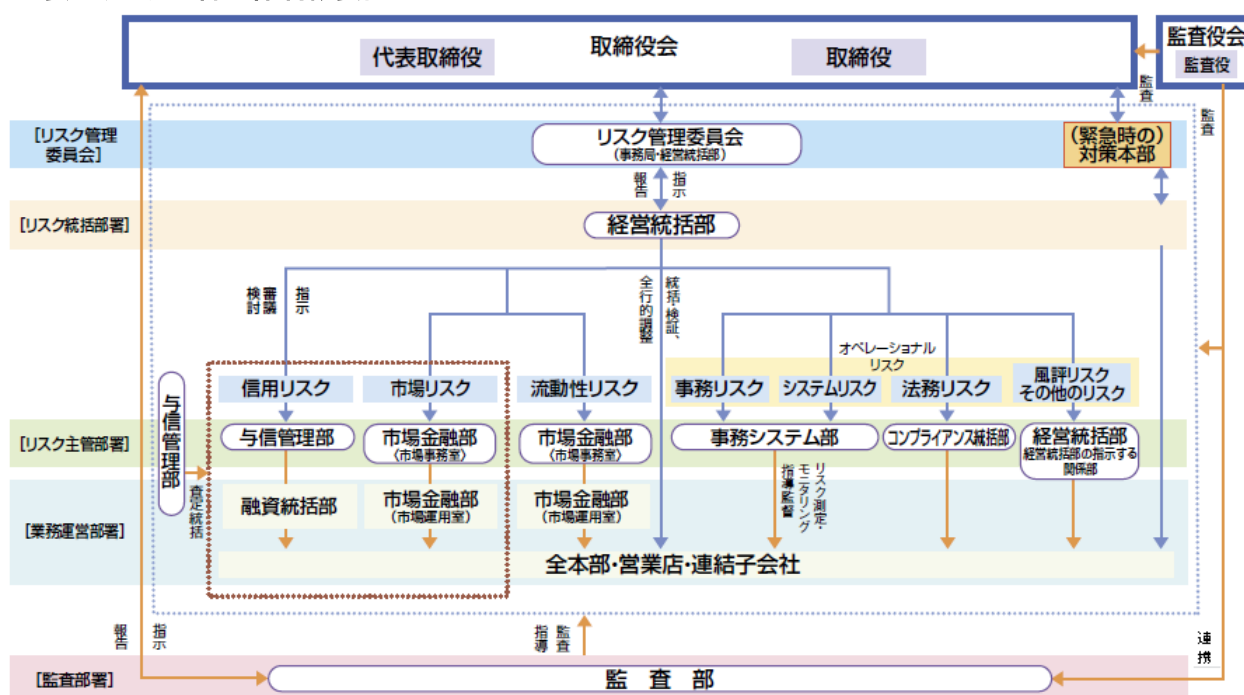 取締役会
代表取締役
取締役
監査役会
監査役
監査
監査
[リスク管理
委員会]
リスク管理委員会
(事務局・経営統括部)
(緊急時の)
対策本部
報告
指示
[リスク統括部署]
経営統括部
審議
検討
指示
統括・検証、
全行的調整
オペレーショナル
リスク
信用リスク
市場リスク
流動性リスク
事務リスク
システムリスク
法務リスク
風評リスク
その他のリスク
与信管理部
査定統括
[リスク主管部署]
与信管理部
市場金融部
(市場事務室)
市場金融部
(市場事務室)
事務システム部
コンプライアンス統括部
経営統括部
経営統括部の指示する
関係部
[業務運営部署]
融資統括部
市場金融部
(市場運用室)
市場金融部
(市場運用室)
リスク測定・
モニタリング
指導監督
全本部・営業店・連結子会社
報告
指示
監査
指導
連携
[監査部署]
監査部